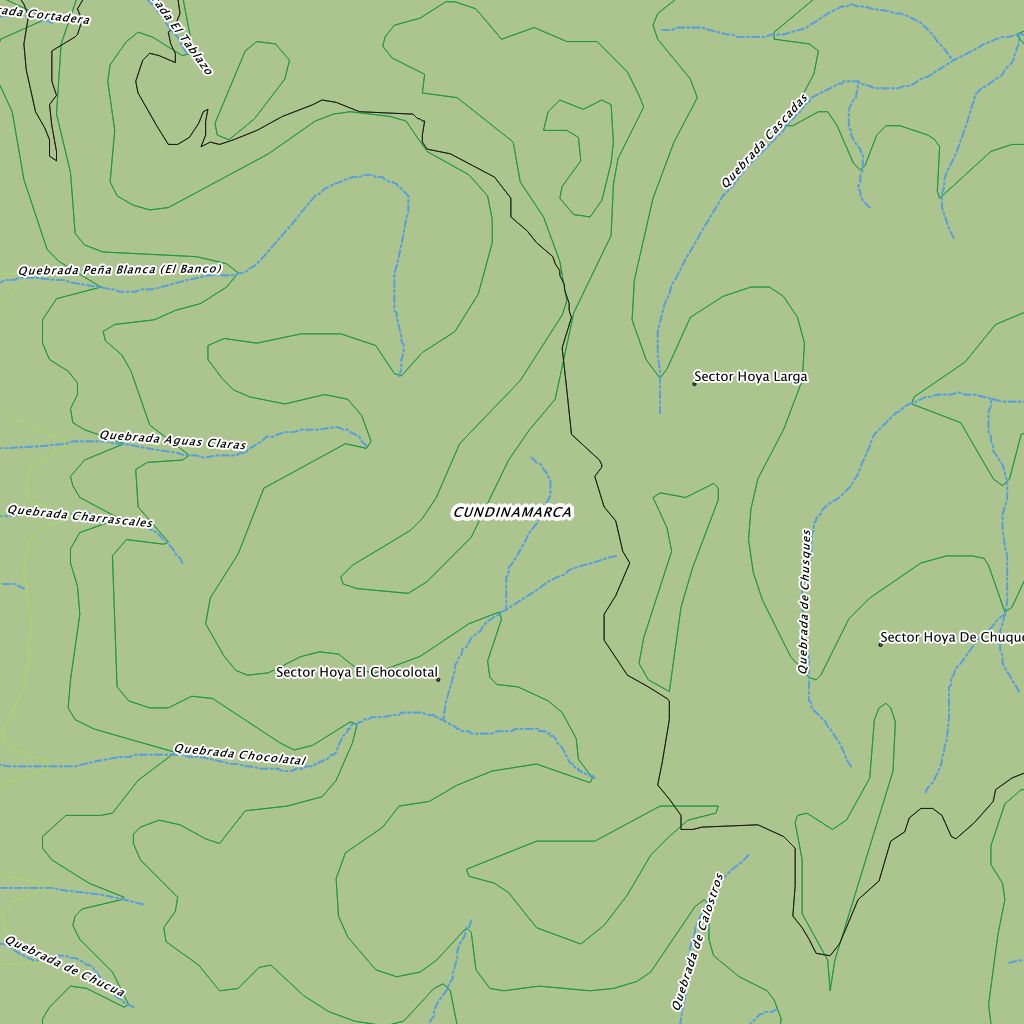 rada Cortadera
rada El Tablazo
Quebrada Cascadas
Quebrada Peña Blanca (El Banco)
Sector Hoya Larga
Quebrada Aguas Claras
Quebrada Charrascales
CUNDINAMARCA
Quebrada de Chusques
Sector Hoya De Chuque
Sector Hoya El Chocolotal
Quebrada Chocolatal
Quebrada de Calostros
Quebrada de Chucua